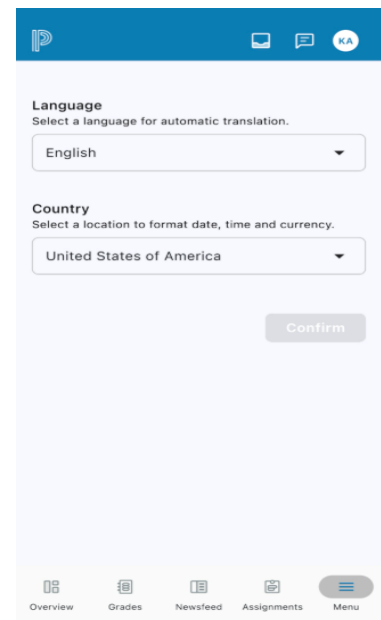 KA
Language
Select a language for automatic translation.
English
Country
Select a location to format date, time and currency.
United States of America
Confirm
Overview Grades Newsfeed Assignments Menu